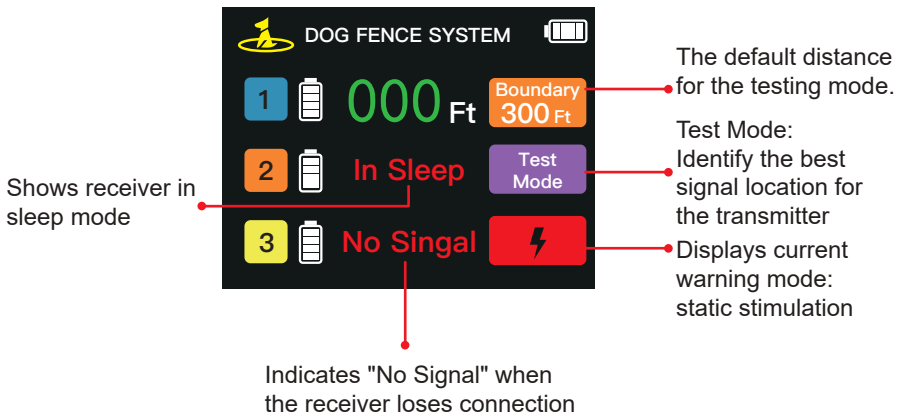 DOG FENCE SYSTEM
1
000 Ft
Boundary
300 Ft
The default distance
for the testing mode.
2
In Sleep
Test
Mode
Test Mode:
Identify the best
signal location for
the transmitter
Shows receiver in
sleep mode
3
No Singal
Displays current
warning mode:
static stimulation
Indicates "No Signal" when
the receiver loses connection